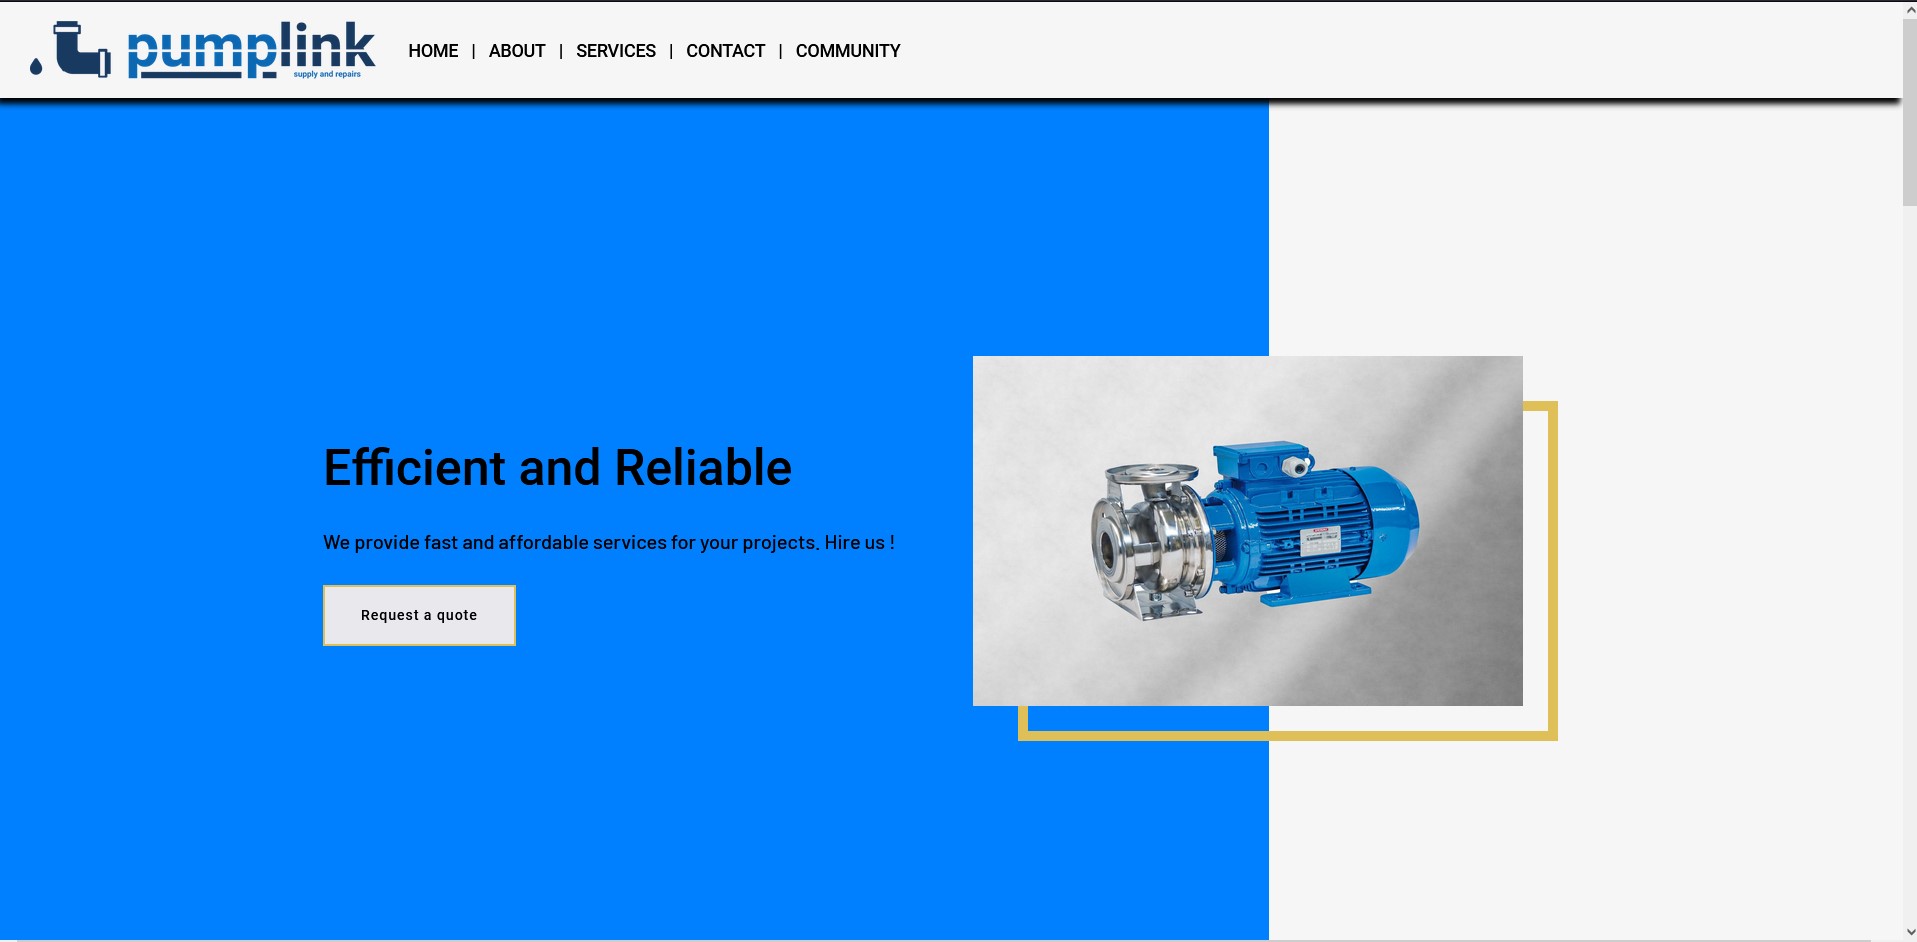 pumplink
supply and repairs
HOME | ABOUT | SERVICES | CONTACT | COMMUNITY
Efficient and Reliable
We provide fast and affordable services for your projects. Hire us !
Request a quote